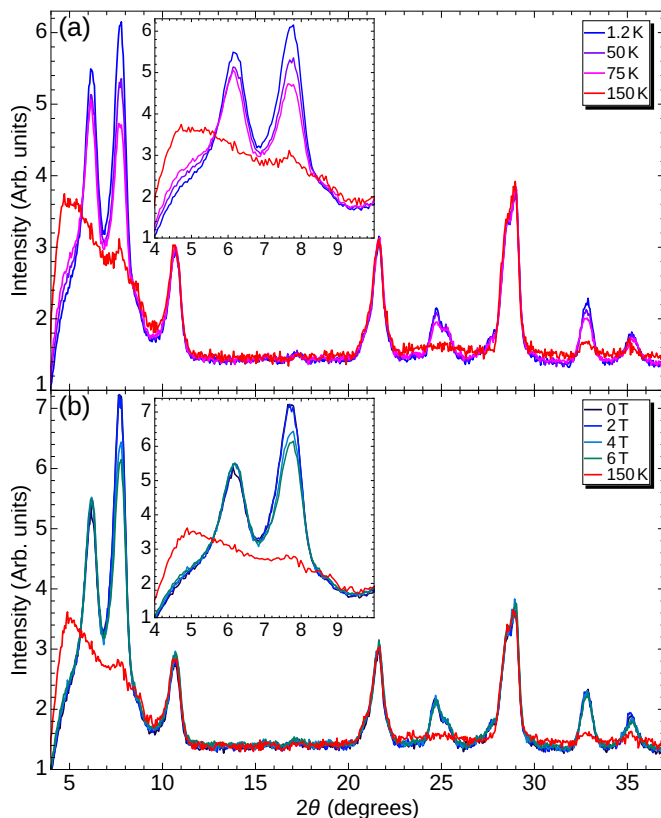 (a)
1.2 K
50 K
75 K
150 K
6
5
4
3
2
1
Intensity (Arb. units)
6
5
4
3
2
1
4 5 6 7 8 9
(b)
0 T
2 T
4 T
6 T
150 K
7
6
5
4
3
2
1
Intensity (Arb. units)
7
6
5
4
3
2
1
4 5 6 7 8 9
5 10 15 20 25 30 35
2θ (degrees)